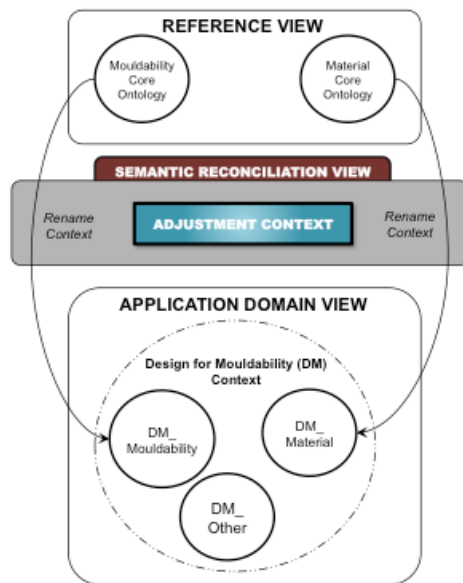 REFERENCE VIEW
Mouldability
Core
Ontology
Material
Core
Ontology
SEMANTIC RECONCILIATION VIEW
Rename
Context
ADJUSTMENT CONTEXT
Rename
Context
APPLICATION DOMAIN VIEW
Design for Mouldability (DM)
Context
DM_
Mouldability
DM_
Material
DM_
Other